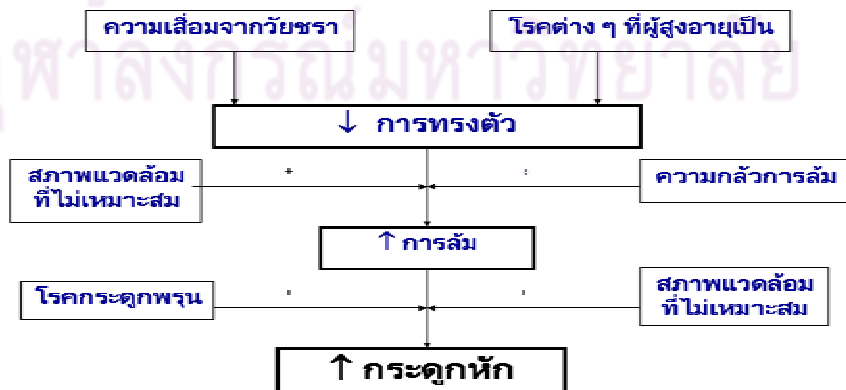 ความเสื่อมจากวัยชรา
โรคต่าง ๆ ที่ผู้สูงอายุเป็น
↓ การทรงตัว
สภาพแวดล้อม
ที่ไม่เหมาะสม
ความกลัวการล้ม
↑ การล้ม
โรคกระดูกพรุน
สภาพแวดล้อม
ที่ไม่เหมาะสม
↑ กระดูกหัก